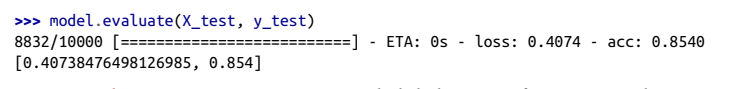 >>> model.evaluate(X_test, y_test)
8832/10000 [==========================] - ETA: 0s - loss: 0.4074 - acc: 0.8540
[0.40738476498126985, 0.854]